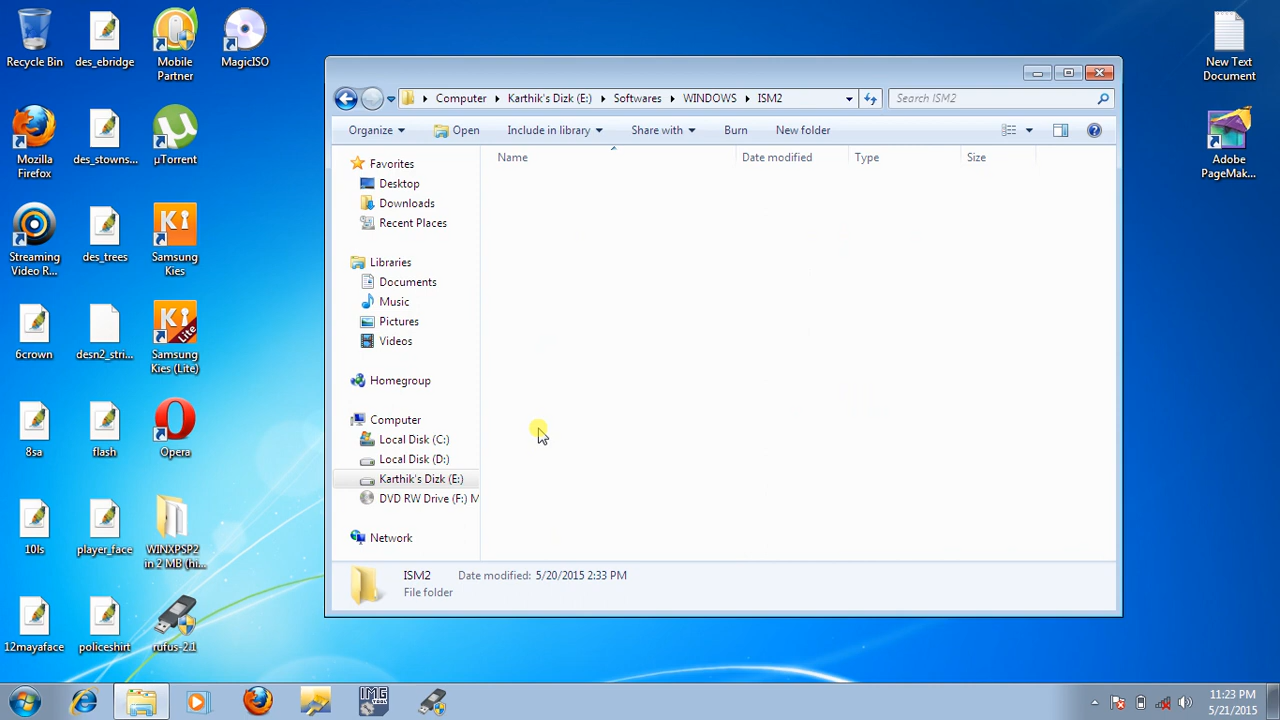 Recycle Bin
des_ebridge
Mobile
Partner
MagicISO
New Text
Document
Mozilla
Firefox
des_stowns...
µTorrent
Adobe
PageMak...
Streaming
Video R...
des_trees
Samsung
Kies
6crown
desn2_stri...
Samsung
Kies (Lite)
8sa
flash
Opera
10ls
player_face
WINXPSP2
in 2 MB (hi...
12mayaface
policeshirt
rufus-2.1
Computer Karthik's Dizk (E:) Softwares WINDOWS ISM2
Search ISM2
Organize Open Include in library Share with Burn New folder
Name Date modified Type Size
Favorites
Desktop
Downloads
Recent Places
Libraries
Documents
Music
Pictures
Videos
Homegroup
Computer
Local Disk (C:)
Local Disk (D:)
Karthik's Dizk (E:)
DVD RW Drive (F:) M
Network
ISM2 Date modified: 5/20/2015 2:33 PM
File folder
IMG
11:23 PM
5/21/2015